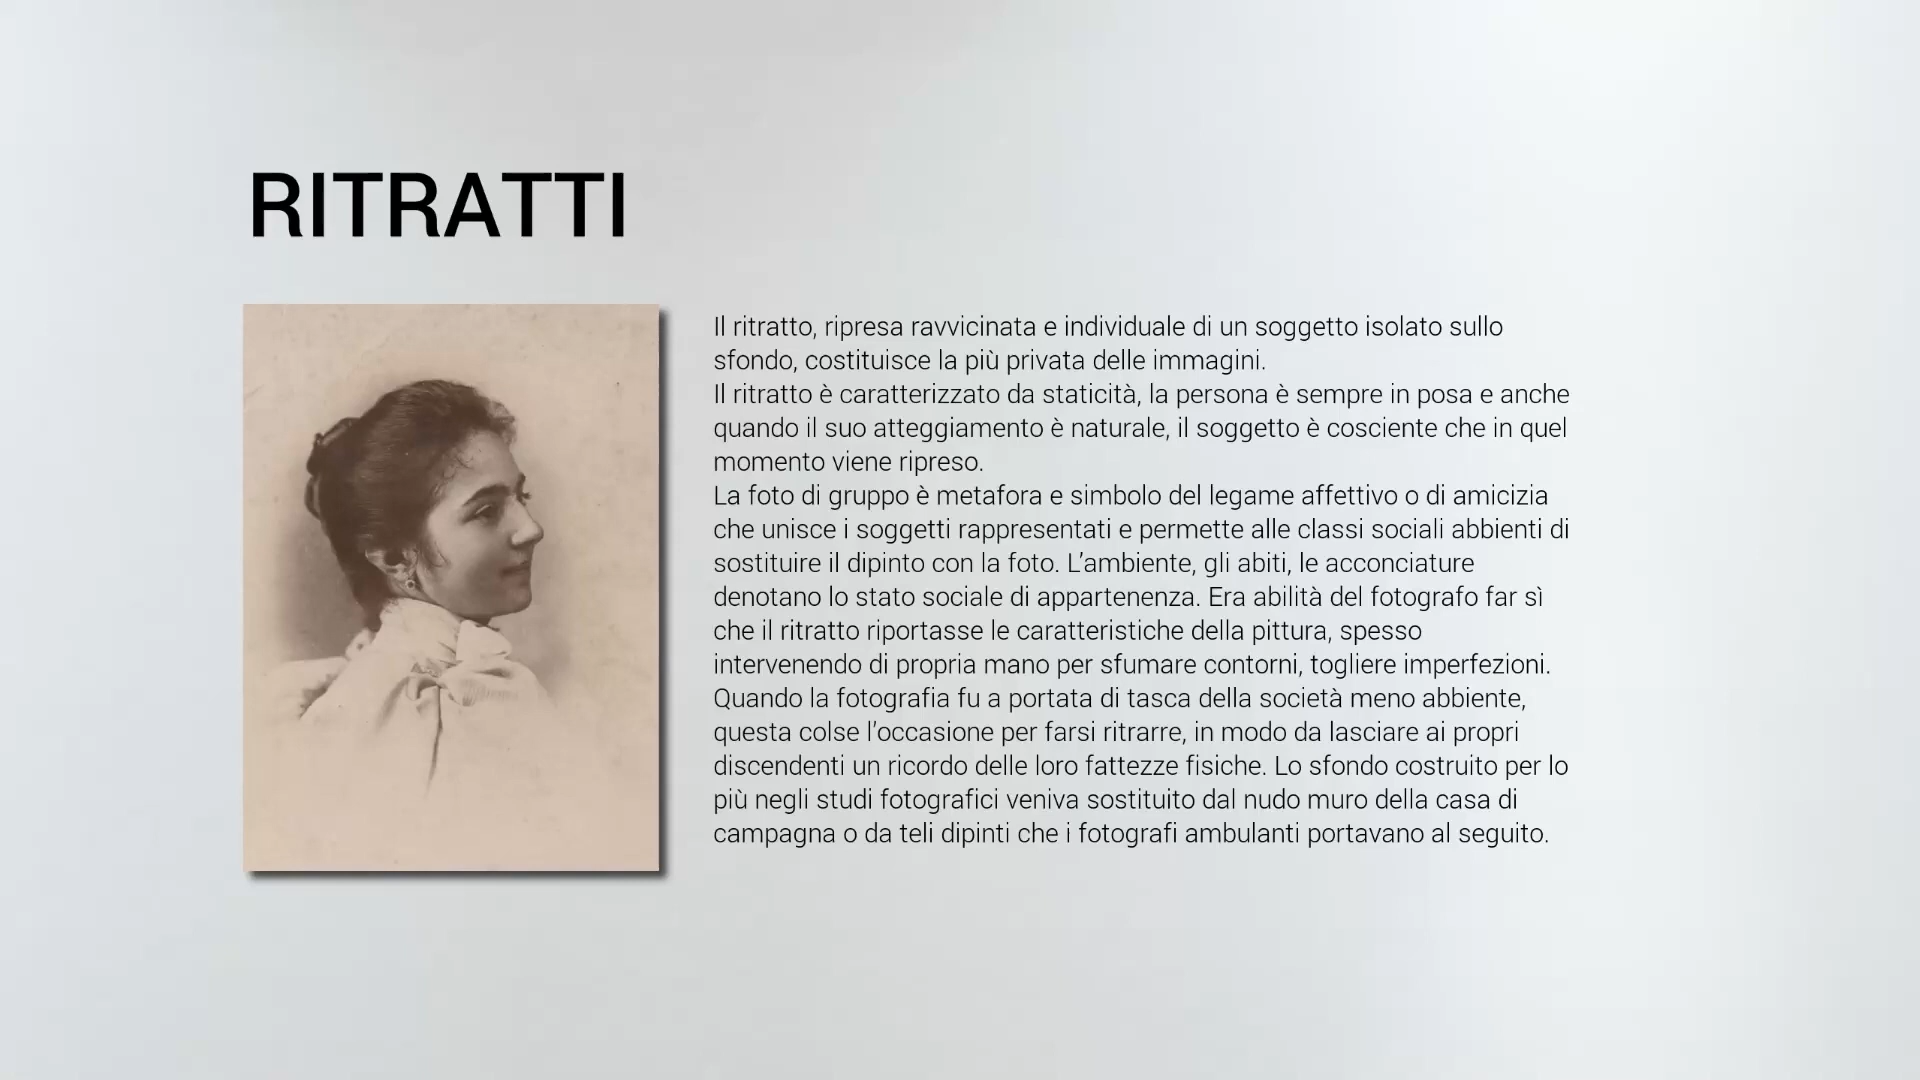 RITRATTI
Il ritratto, ripresa ravvicinata e individuale di un soggetto isolato sullo
sfondo, costituisce la più privata delle immagini.
Il ritratto è caratterizzato da staticità, la persona è sempre in posa e anche
quando il suo atteggiamento è naturale, il soggetto è cosciente che in quel
momento viene ripreso.
La foto di gruppo è metafora e simbolo del legame affettivo o di amicizia
che unisce i soggetti rappresentati e permette alle classi sociali abbienti di
sostituire il dipinto con la foto. L’ambiente, gli abiti, le acconciature
denotano lo stato sociale di appartenenza. Era abilità del fotografo far sì
che il ritratto riportasse le caratteristiche della pittura, spesso
intervenendo di propria mano per sfumare contorni, togliere imperfezioni.
Quando la fotografia fu a portata di tasca della società meno abbiente,
questa colse l’occasione per farsi ritrarre, in modo da lasciare ai propri
discendenti un ricordo delle loro fattezze fisiche. Lo sfondo costruito per lo
più negli studi fotografici veniva sostituito dal nudo muro della casa di
campagna o da teli dipinti che i fotografi ambulanti portavano al seguito.